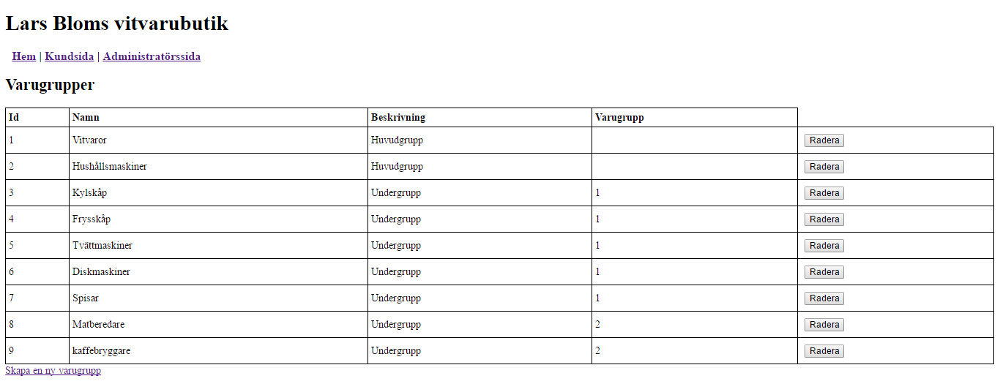 Lars Bloms vitvarubutik
Hem | Kundsida | Administratörssida
Varugrupper
Id Namn Beskrivning Varugrupp
1 Vitvaror Huvudgrupp Radera
2 Hushållsmaskiner Huvudgrupp Radera
3 Kylskåp Undergrupp 1 Radera
4 Frysskåp Undergrupp 1 Radera
5 Tvättmaskiner Undergrupp 1 Radera
6 Diskmaskiner Undergrupp 1 Radera
7 Spisar Undergrupp 1 Radera
8 Matberedare Undergrupp 2 Radera
9 kaffebryggare Undergrupp 2 Radera
Skapa en ny varugrupp